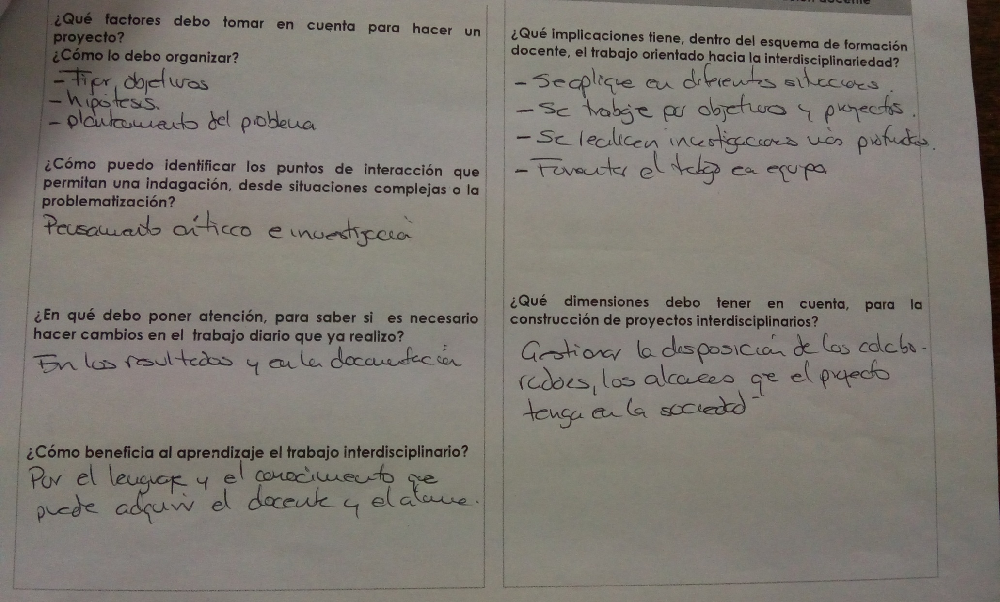 ¿Qué factores debo tomar en cuenta para hacer un
proyecto?
¿Cómo lo debo organizar?
- Fijar objetivos
- hipótesis.
- planteamiento del problema
¿Cómo puedo identificar los puntos de interacción que
permitan una indagación, desde situaciones complejas o la
problematización?
Pensamiento críticco e investigación
¿En qué debo poner atención, para saber si es necesario
hacer cambios en el trabajo diario que ya realizo?
En los resultados y en la documentación
¿Cómo beneficia al aprendizaje el trabajo interdisciplinario?
Por el lenguaje y el conocimiento que
puede adquirir el docente y el alumno.
¿Qué implicaciones tiene, dentro del esquema de formación
docente, el trabajo orientado hacia la interdisciplinariedad?
- Se aplique en diferentes situaciones.
- Se trabaje por objetivos y proyectos.
- Se realicen investigaciones más profundas.
- Fomentar el trabajo en equipo
¿Qué dimensiones debo tener en cuenta, para la
construcción de proyectos interdisciplinarios?
Gestionar la disposición de los colabo-
radores, los alcances que el proyecto
tenga en la sociedad